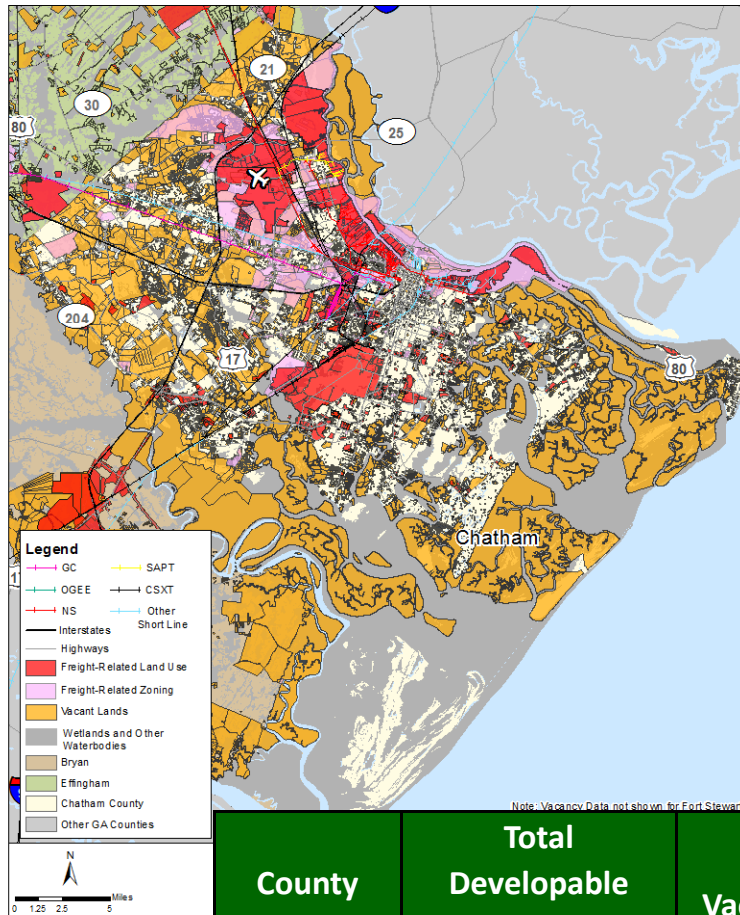 21
30
80
25
204
17
80
Chatham
Legend
GC SAPT
OGEE CSXT
NS Other Short Line
Interstates
Highways
Freight-Related Land Use
Freight-Related Zoning
Vacant Lands
Wetlands and Other
Waterbodies
Bryan
Effingham
Chatham County
Other GA Counties
Note: Vacancy Data not shown for Fort Stewar
N
Miles
0 1.25 2.5 5
County
Total
Developable
Vac